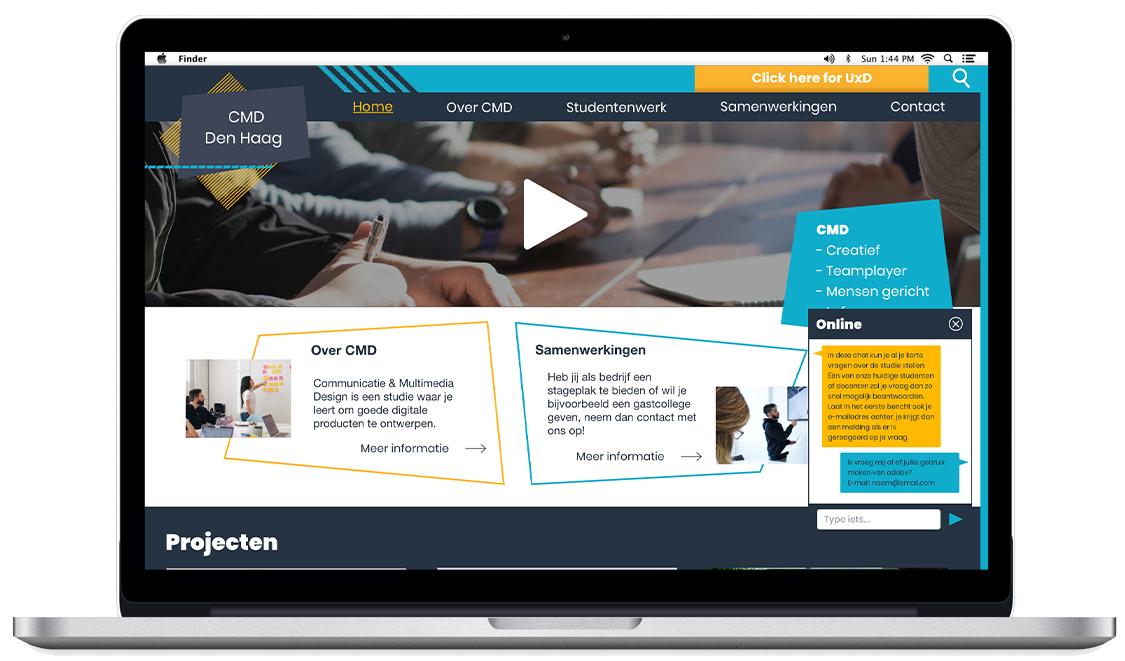 Finder
Sun 1:44 PM
Click here for UxD
CMD
Den Haag
Home
Over CMD
Studentenwerk
Samenwerkingen
Contact
CMD
- Creatief
- Teamplayer
- Mensen gericht
Over CMD
Communicatie & Multimedia
Design is een studie waar je
leert om goede digitale
producten te ontwerpen.
Meer informatie
Samenwerkingen
Heb jij als bedrijf een
stageplak te bieden of wil je
bijvoorbeeld een gastcollege
geven, neem dan contact met
ons op!
Meer informatie
Online
In deze chat kun je al je korte
vragen over de studie stellen.
Één van onze huidige studenten
of docenten zal je vraag dan zo
snel mogelijk beantwoorden.
Laat in het eerste bericht ook je
e-mailadres achter, je krijgt dan
een melding als er is
gereageerd op je vraag.
Ik vroeg mij af of jullie gebruik
maken van adobe?
E-mail: naam@email.com
Type iets...
Projecten